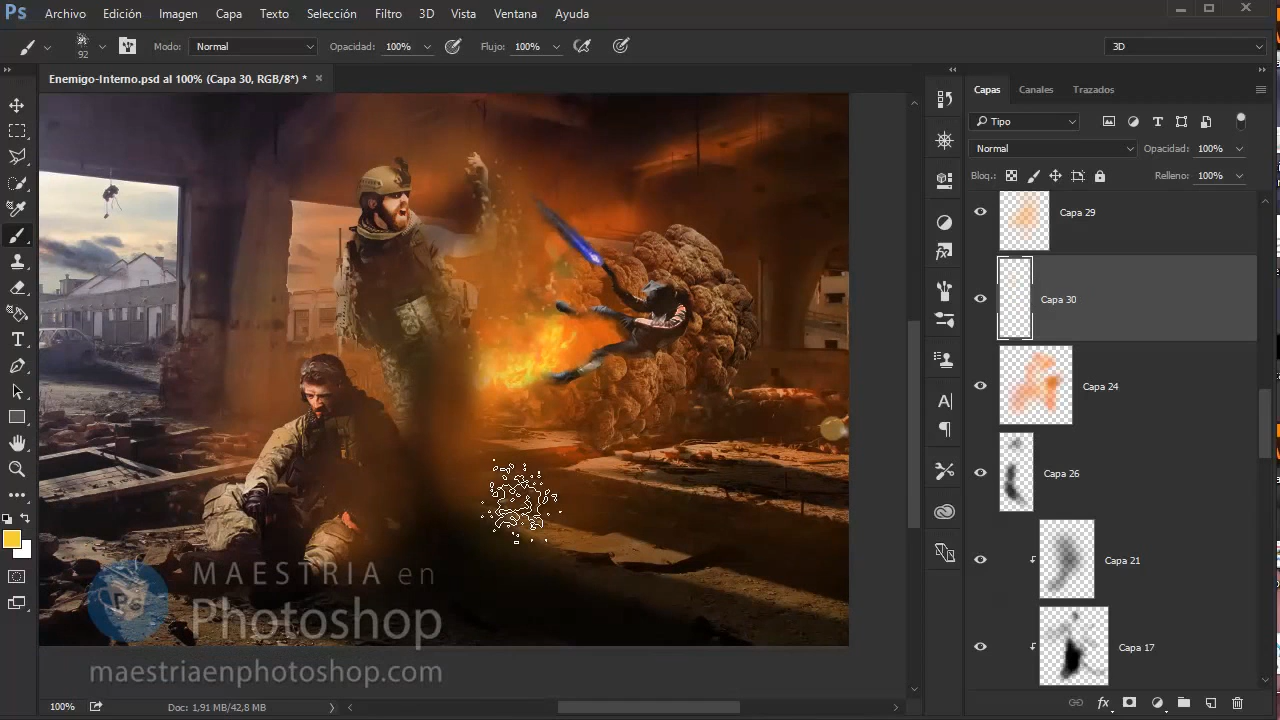 Ps Archivo Edición Imagen Capa Texto Selección Filtro 3D Vista Ventana Ayuda
92 Modo: Normal Opacidad: 100% Flujo: 100% 3D
Enemigo-Interno.psd al 100% (Capa 30, RGB/8*) * ×
Capas Canales Trazados
Tipo
Normal Opacidad: 100%
Bloq.: Relleno: 100%
Capa 29
Capa 30
Capa 24
Capa 26
Capa 21
Capa 17
MAESTRIA en
Ps
Photoshop
maestriaenphotoshop.com
100% Doc: 1,91 MB/42,8 MB